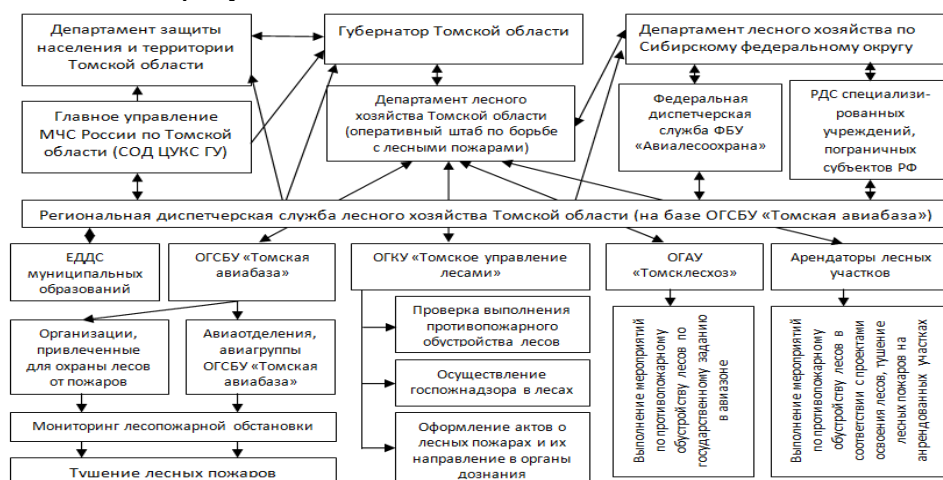 Департамент защиты
населения и территории
Томской области
Губернатор Томской области
Департамент лесного хозяйства по
Сибирскому федеральному округу
Главное управление
МЧС России по Томской
области (СОД ЦУКС ГУ)
Департамент лесного
хозяйства Томской области
(оперативный штаб по борьбе
с лесными пожарами)
Федеральная
диспетчерская
служба ФБУ
«Авиалесоохрана»
РДС специализи-
рованных
учреждений,
пограничных
субъектов РФ
Региональная диспетчерская служба лесного хозяйства Томской области (на базе ОГСБУ «Томская авиабаза»)
ЕДДС
муниципальных
образований
ОГСБУ «Томская
авиабаза»
ОГКУ «Томское управление
лесами»
ОГАУ
«Томсклесхоз»
Арендаторы лесных
участков
Организации,
привлеченные
для охраны лесов
от пожаров
Авиаотделения,
авиагруппы
ОГСБУ «Томская
авиабаза»
Мониторинг лесопожарной обстановки
Тушение лесных пожаров
Проверка выполнения
противопожарного
обустройства лесов
Осуществление
госпожнадзора в лесах
Оформление актов о
лесных пожарах и их
направление в органы
дознания
Выполнение мероприятий
по противопожарному
обустройству лесов по
государственному заданию
в авиазоне
Выполнение мероприятий
по противопожарному
обустройству лесов в
соответствии с проектами
освоения лесов, тушение
лесных пожаров на
анрендованных участках